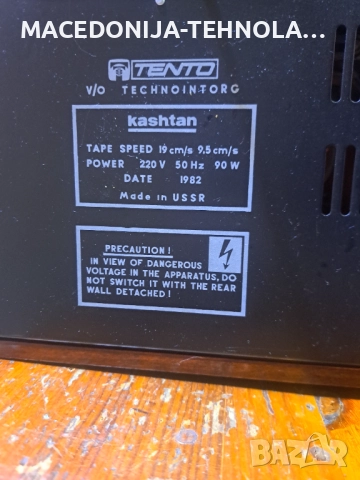 MACEDONIJA-TEHNOLA...
TENTO
V/O TECHNOINTORG
kashtan
TAPE SPEED 19 cm/s 9.5 cm/s
POWER 220 V 50 Hz 90 W
DATE 1982
Made in USSR
PRECAUTION !
IN VIEW OF DANGEROUS
VOLTAGE IN THE APPARATUS, DO
NOT SWITCH IT WITH THE REAR
WALL DETACHED !
BAZAR